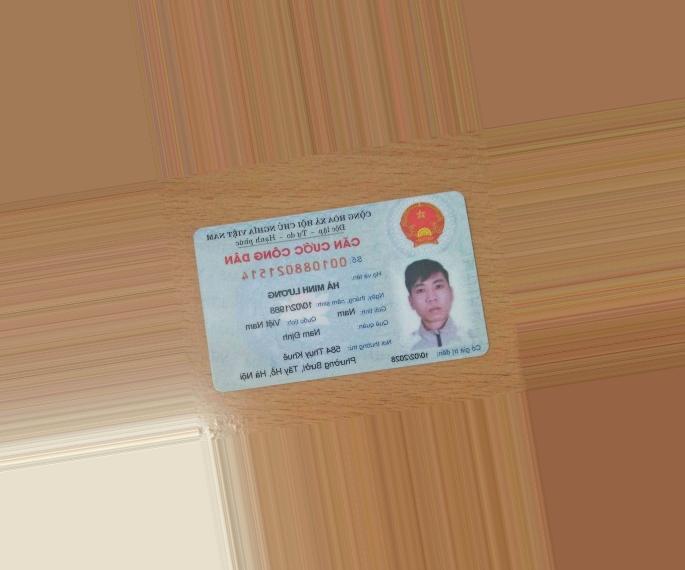 CỘNG HÒA XÃ HỘI CHỦ NGHĨA VIỆT NAM
Độc lập - Tự do - Hạnh phúc
CĂN CƯỚC CÔNG DÂN
Số: 001088021514
Họ và tên:
HÀ MINH LƯƠNG
Ngày, tháng, năm sinh: 10/02/1988
Giới tính: Nam Quốc tịch: Việt Nam
Quê quán:
Nam Định
Nơi thường trú: 584 Thụy Khuê
Phường Bưởi, Tây Hồ, Hà Nội
Có giá trị đến: 10/02/2028